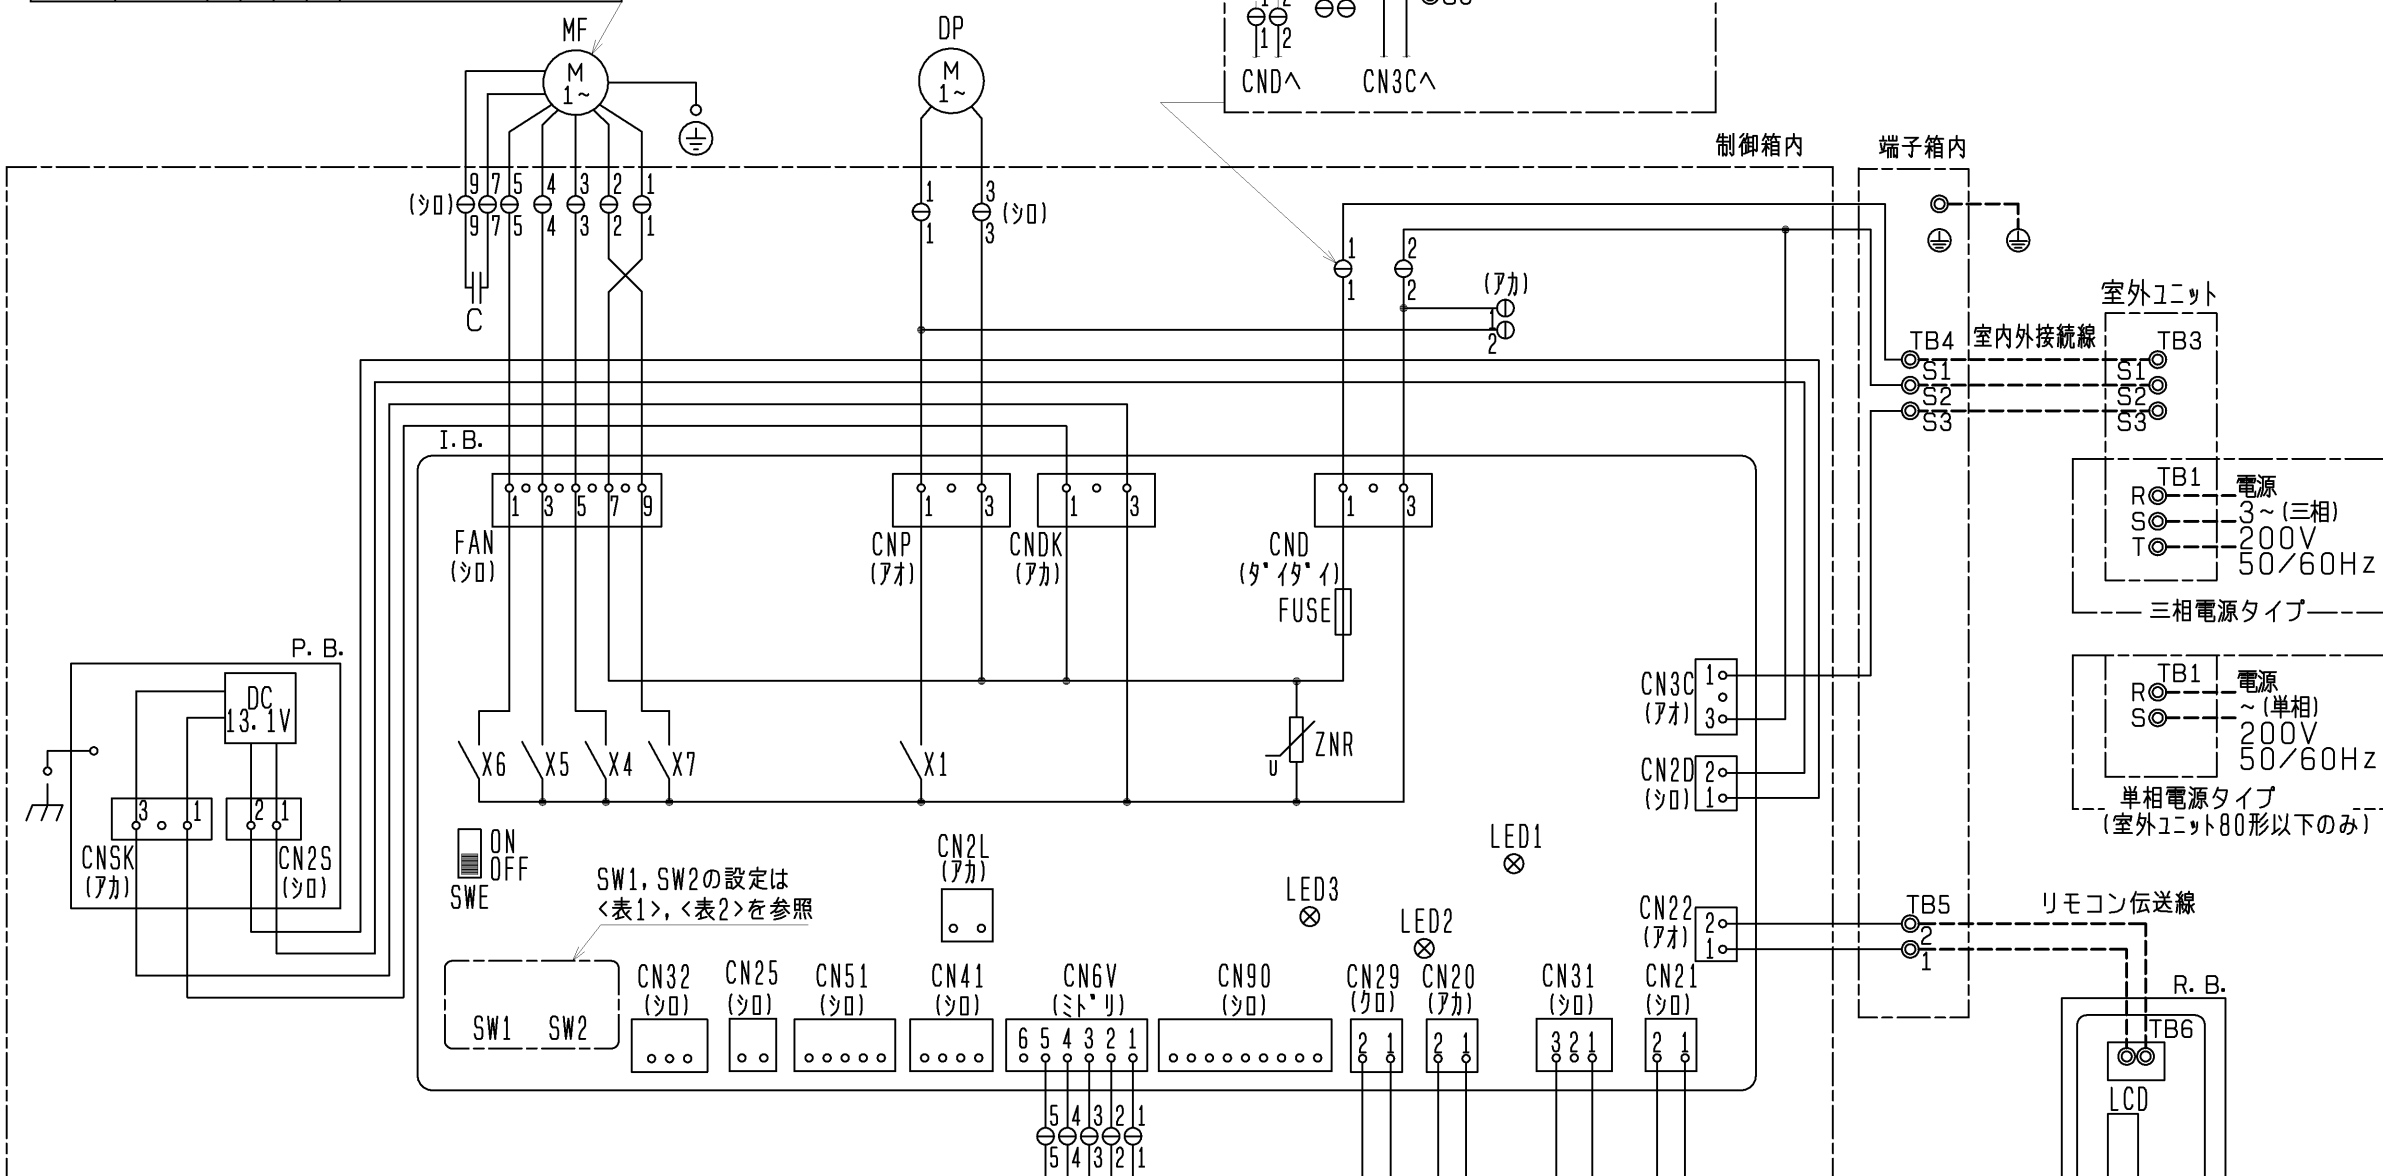 MF
M
1~
DP
M
1~
1 2
1 2
CNDへ
CN3Cへ
制御箱内
端子箱内
(シロ) 9 7 5 4 3 2 1
9 7 5 4 3 2 1
C
1 3 (シロ)
1 3
1 2
1 2
(アカ)
1
2
室外ユニット
TB4 室内外接続線 TB3
S1 S1
S2 S2
S3 S3
I.B.
1 3 5 7 9
FAN
(シロ)
1 3
CNP
(アオ)
1 3
CNDK
(アカ)
1 3
CND
(ダイダイ)
FUSE
TB1
R 電源
S 3~(三相)
T 200V
50/60Hz
三相電源タイプ
P.B.
DC
13.1V
3 1 2 1
CNSK
(アカ)
CN2S
(シロ)
X6 X5 X4 X7 X1
U ZNR
CN3C
(アオ)
1
3
CN2D
(シロ)
2
1
TB1
R 電源
S ~(単相)
200V
50/60Hz
単相電源タイプ
(室外ユニット80形以下のみ)
ON
OFF
SWE
SW1,SW2の設定は
<表1>,<表2>を参照
CN2L
(アカ)
LED1
LED3
LED2
CN22
(アオ)
2
1
TB5 リモコン伝送線
2
1
SW1 SW2
CN32
(シロ)
CN25
(シロ)
CN51
(シロ)
CN41
(シロ)
CN6V
(ミドリ)
6 5 4 3 2 1
CN90
(シロ)
CN29
(クロ)
2 1
CN20
(アカ)
2 1
CN31
(シロ)
3 2 1
CN21
(シロ)
2 1
R.B.
TB6
LCD
5 4 3 2 1
5 4 3 2 1